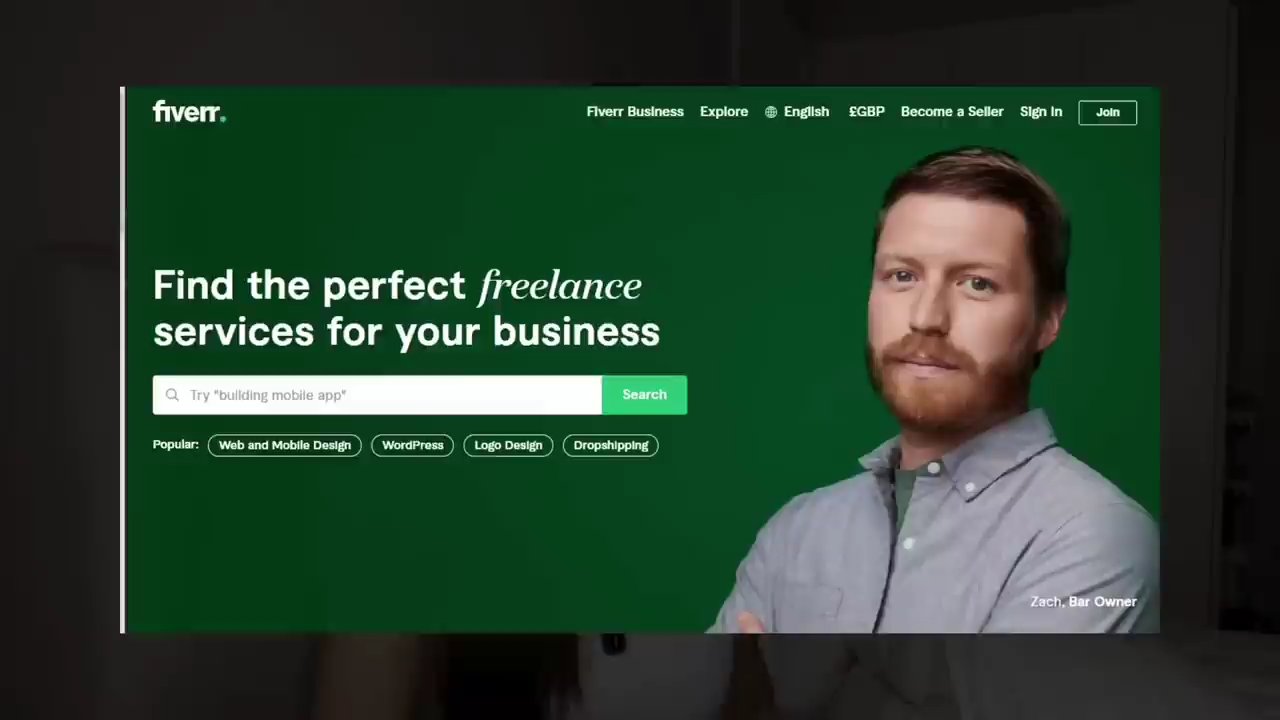 fiverr.
Fiverr Business Explore English £GBP Become a Seller Sign in Join
Find the perfect freelance
services for your business
Try "building mobile app"
Search
Popular: Web and Mobile Design WordPress Logo Design Dropshipping
Zach, Bar Owner